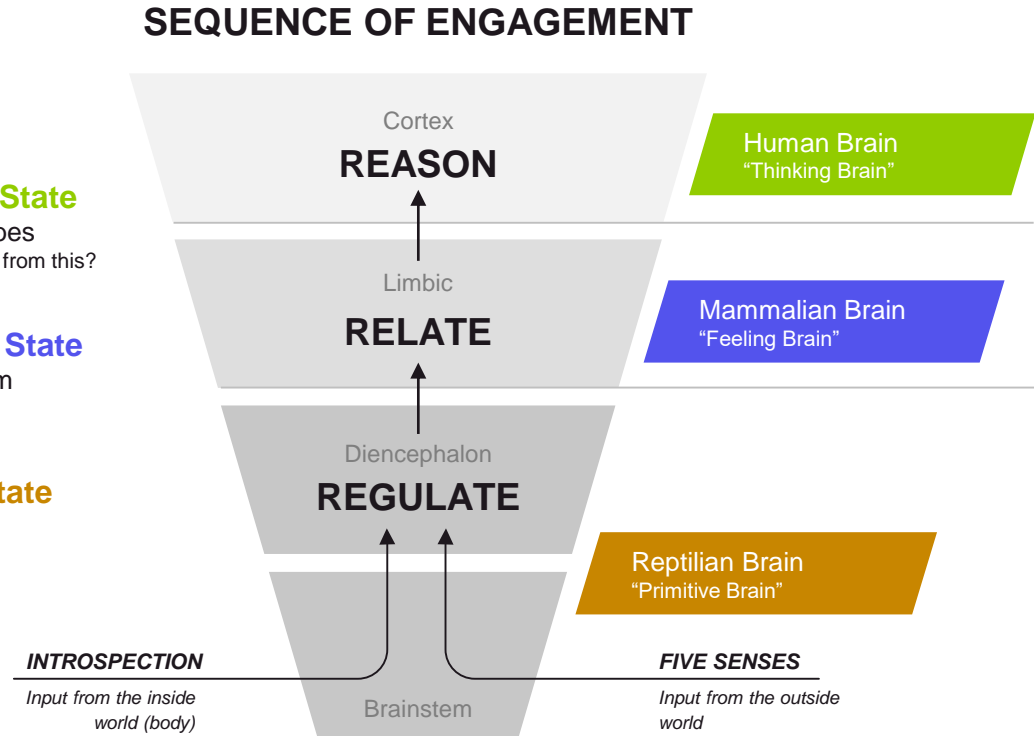 SEQUENCE OF ENGAGEMENT
Cortex
REASON
Human Brain
“Thinking Brain”
State
from this?
Limbic
RELATE
Mammalian Brain
“Feeling Brain”
State
Diencephalon
REGULATE
Reptilian Brain
“Primitive Brain”
INTROSPECTION
Input from the inside
world (body)
FIVE SENSES
Input from the outside
world
Brainstem